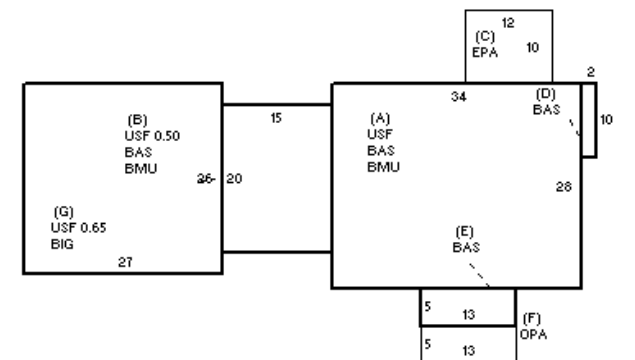 12
(C)
EPA
10
2
34
(D)
BAS
10
(B)
USF 0.50
BAS
BMU
15
(A)
USF
BAS
BMU
26
20
28
(G)
USF 0.65
BIG
27
(E)
BAS
5
13
(F)
OPA
5
13